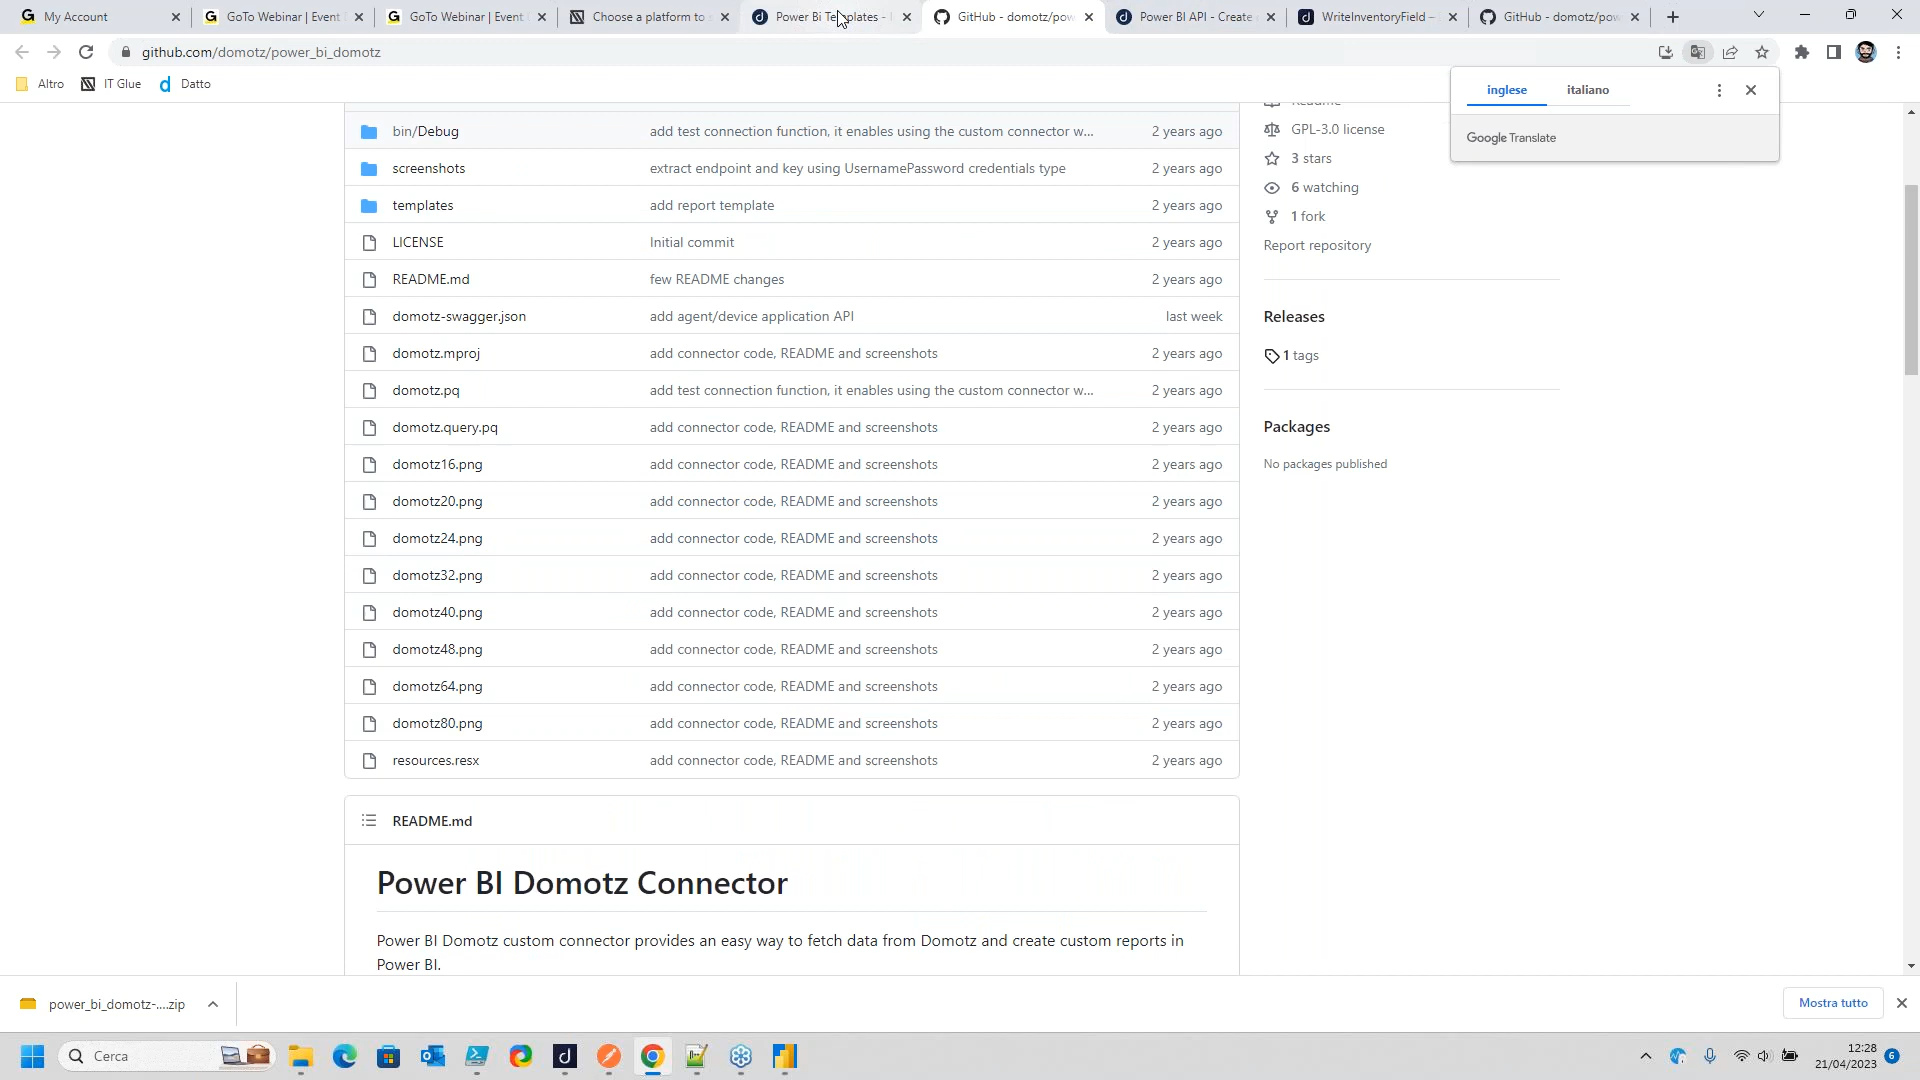 My Account
GoTo Webinar | Event
GoTo Webinar | Event
Choose a platform to
Power Bi Templates -
GitHub - domotz/pow
Power BI API - Create
WriteInventoryField –
GitHub - domotz/pow
github.com/domotz/power_bi_domotz
Altro
IT Glue
Datto
inglese
italiano
Google Translate
bin/Debug
add test connection function, it enables using the custom connector w...
2 years ago
screenshots
extract endpoint and key using UsernamePassword credentials type
2 years ago
templates
add report template
2 years ago
LICENSE
Initial commit
2 years ago
README.md
few README changes
2 years ago
domotz-swagger.json
add agent/device application API
last week
domotz.mproj
add connector code, README and screenshots
2 years ago
domotz.pq
add test connection function, it enables using the custom connector w...
2 years ago
domotz.query.pq
add connector code, README and screenshots
2 years ago
domotz16.png
add connector code, README and screenshots
2 years ago
domotz20.png
add connector code, README and screenshots
2 years ago
domotz24.png
add connector code, README and screenshots
2 years ago
domotz32.png
add connector code, README and screenshots
2 years ago
domotz40.png
add connector code, README and screenshots
2 years ago
domotz48.png
add connector code, README and screenshots
2 years ago
domotz64.png
add connector code, README and screenshots
2 years ago
domotz80.png
add connector code, README and screenshots
2 years ago
resources.resx
add connector code, README and screenshots
2 years ago
Readme
GPL-3.0 license
3 stars
6 watching
1 fork
Report repository
Releases
1 tags
Packages
No packages published
README.md
Power BI Domotz Connector
Power BI Domotz custom connector provides an easy way to fetch data from Domotz and create custom reports in
Power BI.
power_bi_domotz-....zip
Mostra tutto
Cerca
12:28
21/04/2023
6